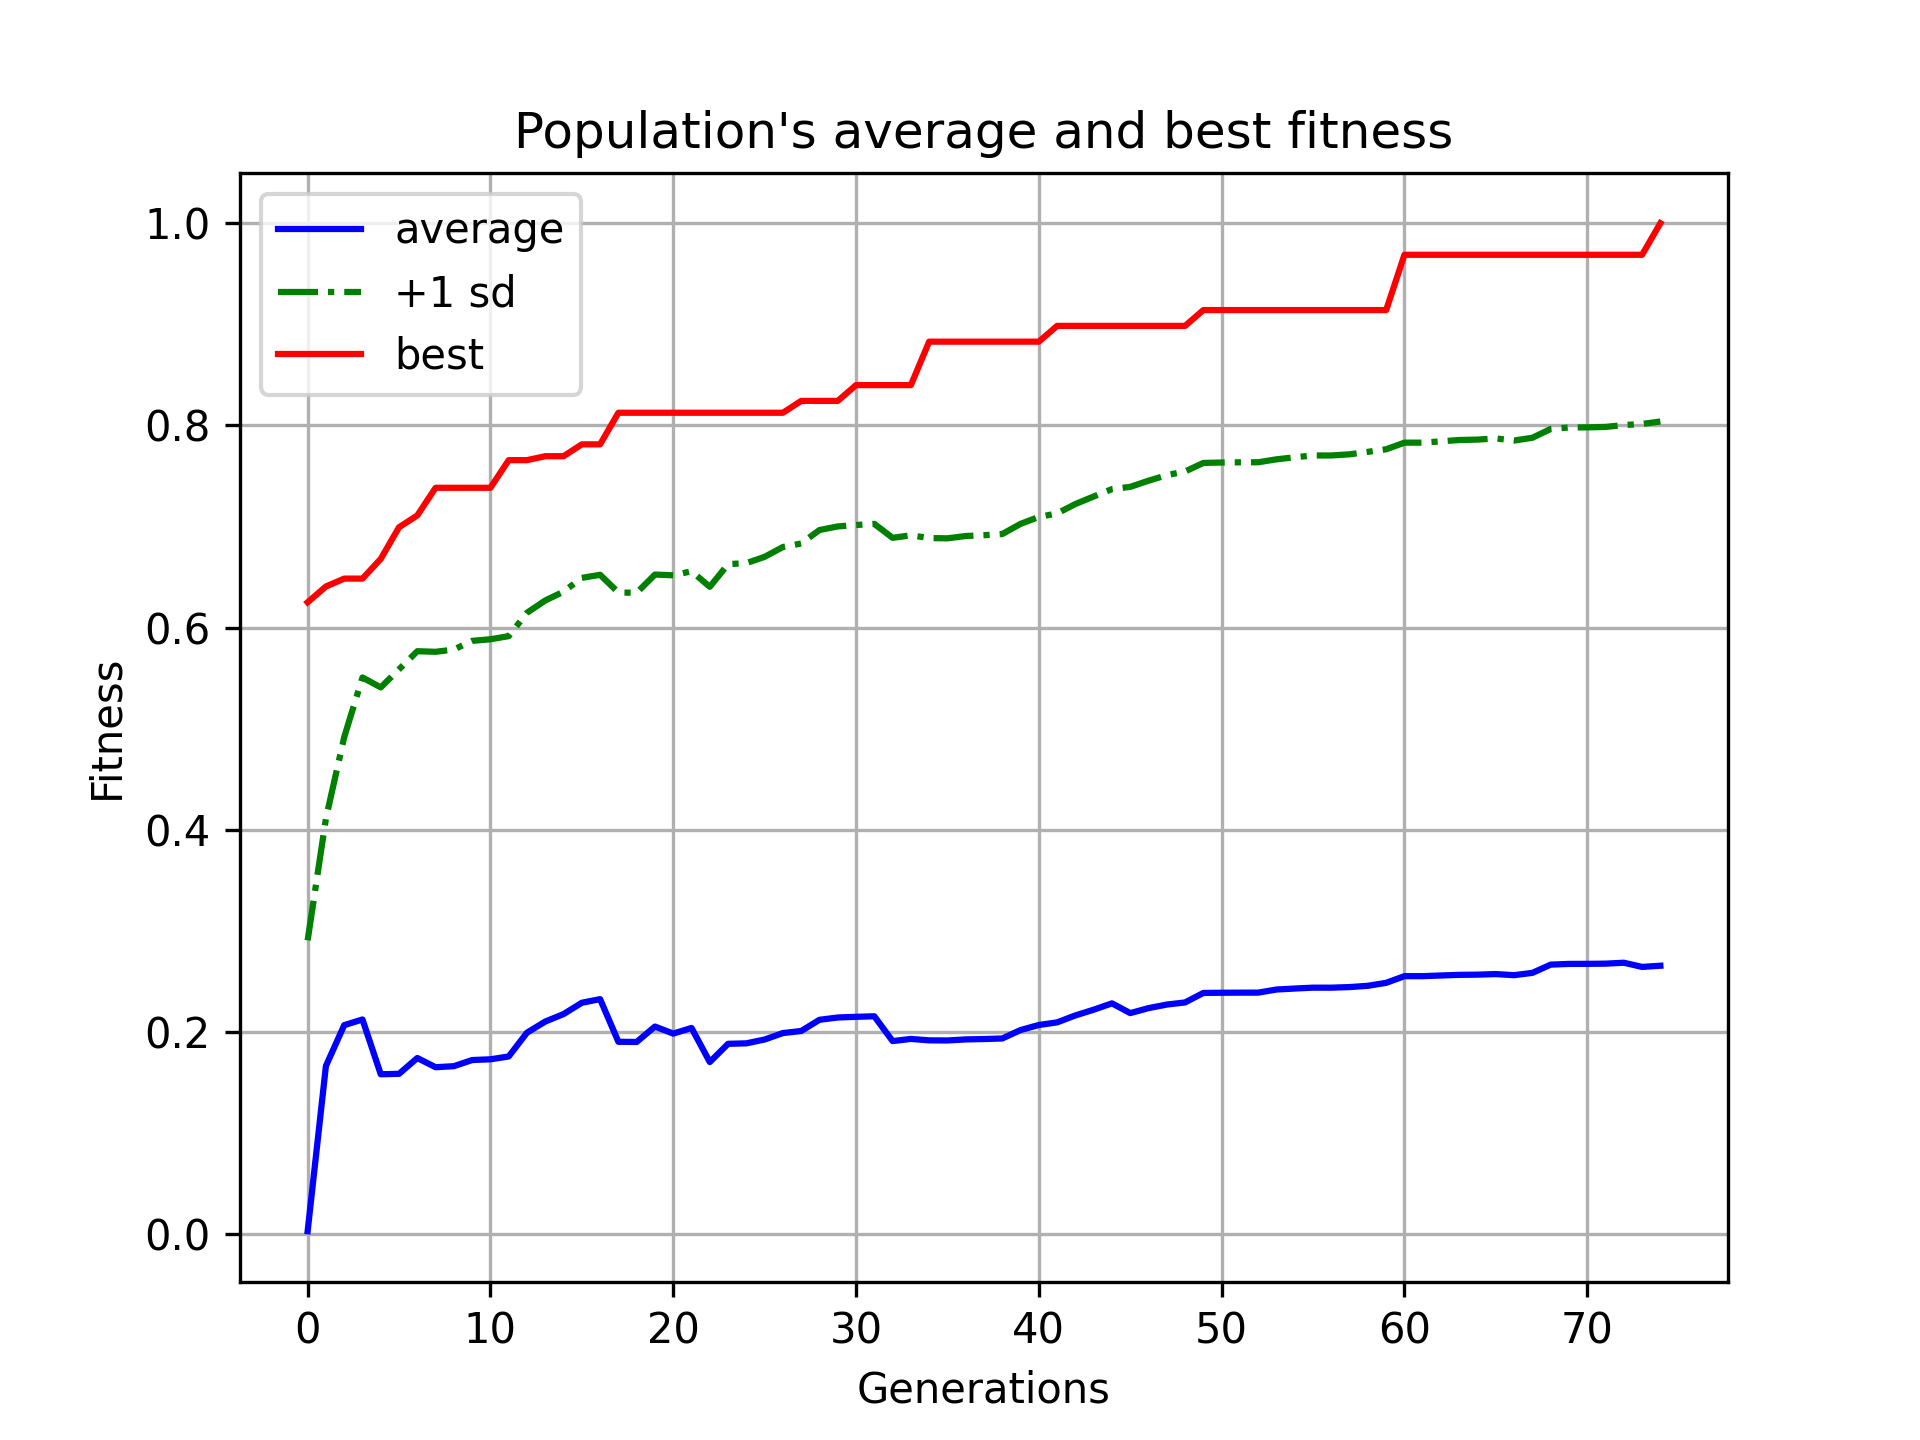 Population's average and best fitness
average
+1 sd
best
1.0
0.8
0.6
0.4
0.2
0.0
Fitness
0 10 20 30 40 50 60 70
Generations